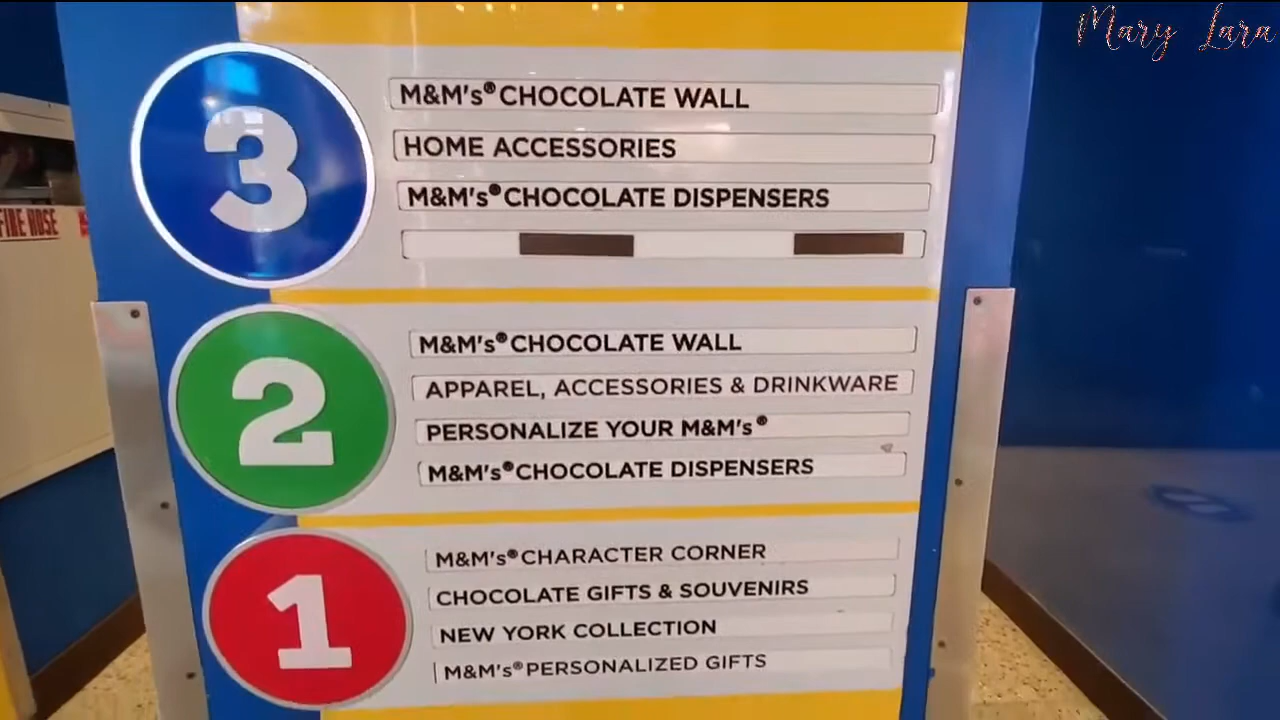 Mary Lara
3
M&M's® CHOCOLATE WALL
HOME ACCESSORIES
M&M's® CHOCOLATE DISPENSERS
2
M&M's® CHOCOLATE WALL
APPAREL, ACCESSORIES & DRINKWARE
PERSONALIZE YOUR M&M's®
M&M's® CHOCOLATE DISPENSERS
1
M&M's® CHARACTER CORNER
CHOCOLATE GIFTS & SOUVENIRS
NEW YORK COLLECTION
M&M's® PERSONALIZED GIFTS
FIRE HOSE